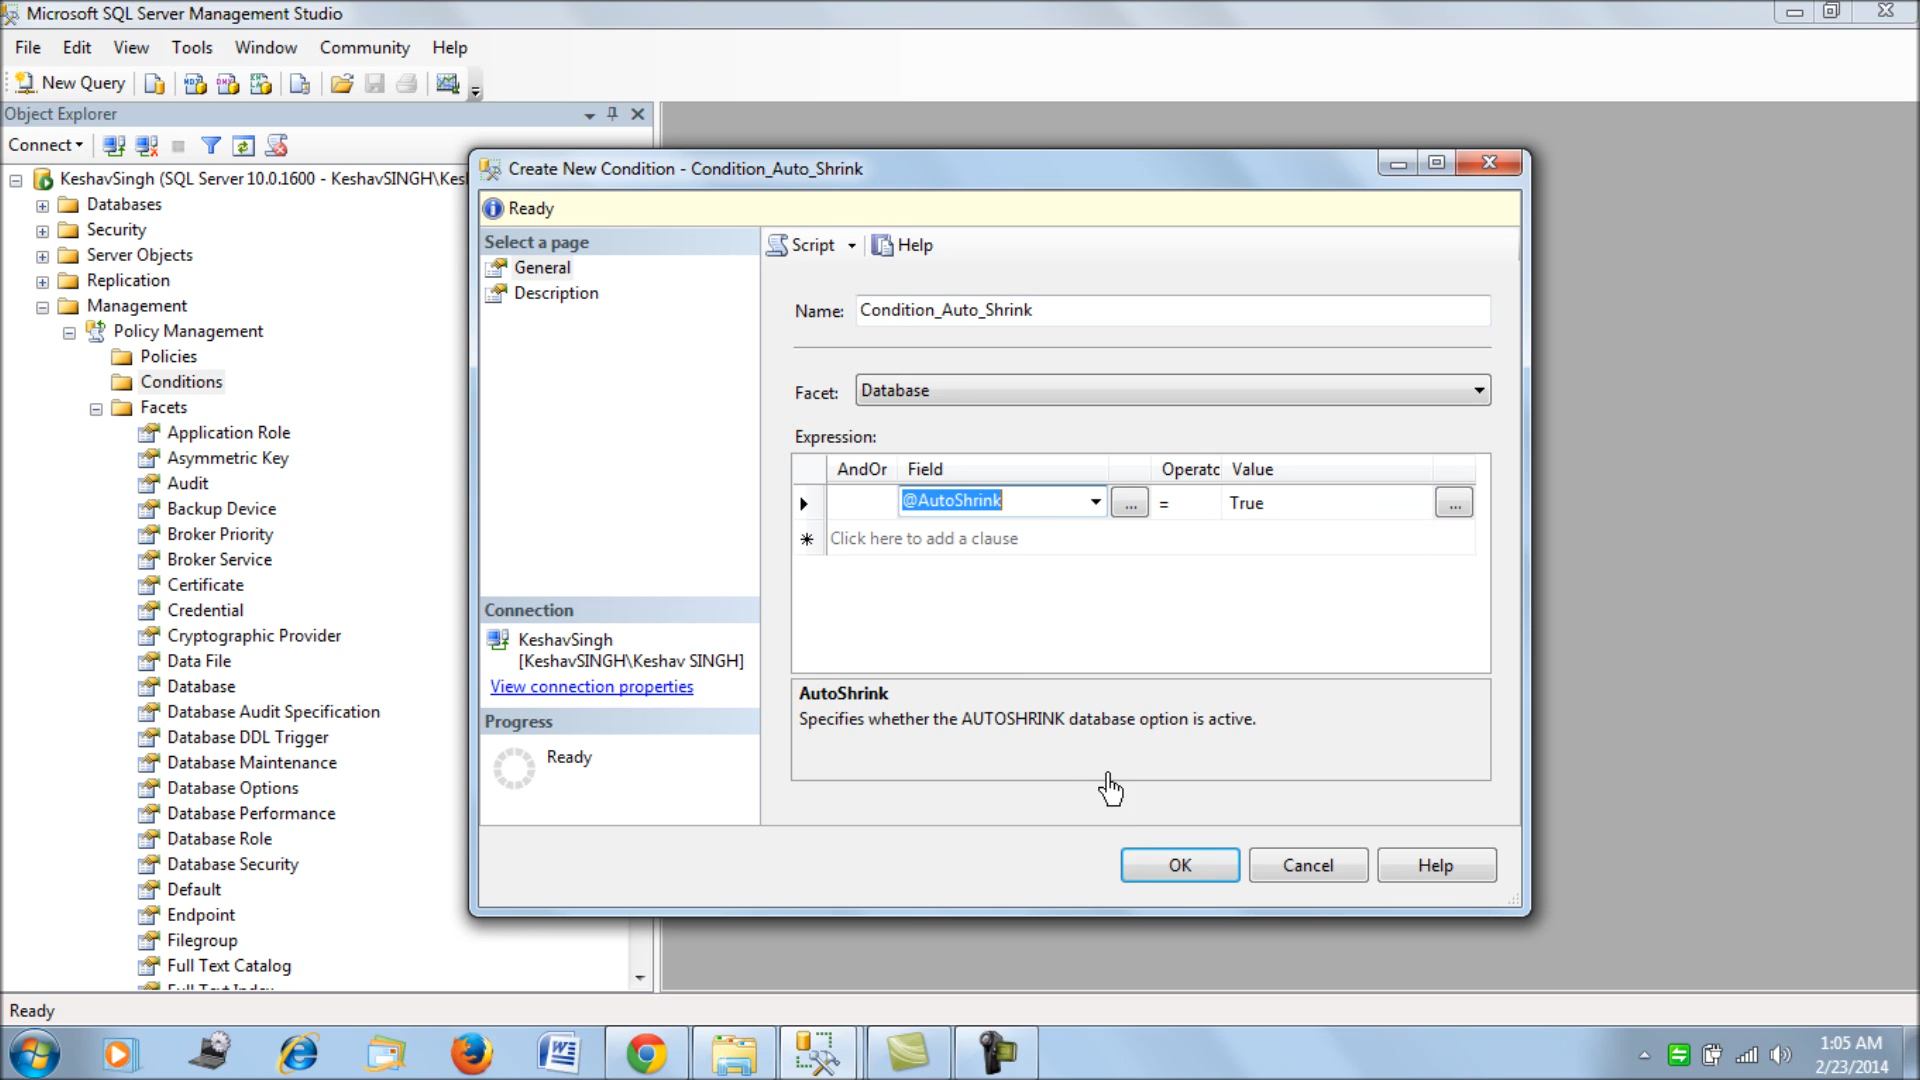 Microsoft SQL Server Management Studio
File Edit View Tools Window Community Help
New Query
Object Explorer
Connect
KeshavSingh (SQL Server 10.0.1600 - KeshavSINGH\Kesl
Databases
Security
Server Objects
Replication
Management
Policy Management
Policies
Conditions
Facets
Application Role
Asymmetric Key
Audit
Backup Device
Broker Priority
Broker Service
Certificate
Credential
Cryptographic Provider
Data File
Database
Database Audit Specification
Database DDL Trigger
Database Maintenance
Database Options
Database Performance
Database Role
Database Security
Default
Endpoint
Filegroup
Full Text Catalog
Full Text Index
Create New Condition - Condition_Auto_Shrink
Ready
Select a page
General
Description
Connection
KeshavSingh
[KeshavSINGH\Keshav SINGH]
View connection properties
Progress
Ready
Script Help
Name: Condition_Auto_Shrink
Facet: Database
Expression:
AndOr Field Operatc Value
@AutoShrink ... = True ...
Click here to add a clause
AutoShrink
Specifies whether the AUTOSHRINK database option is active.
OK Cancel Help
Ready
1:05 AM
2/23/2014